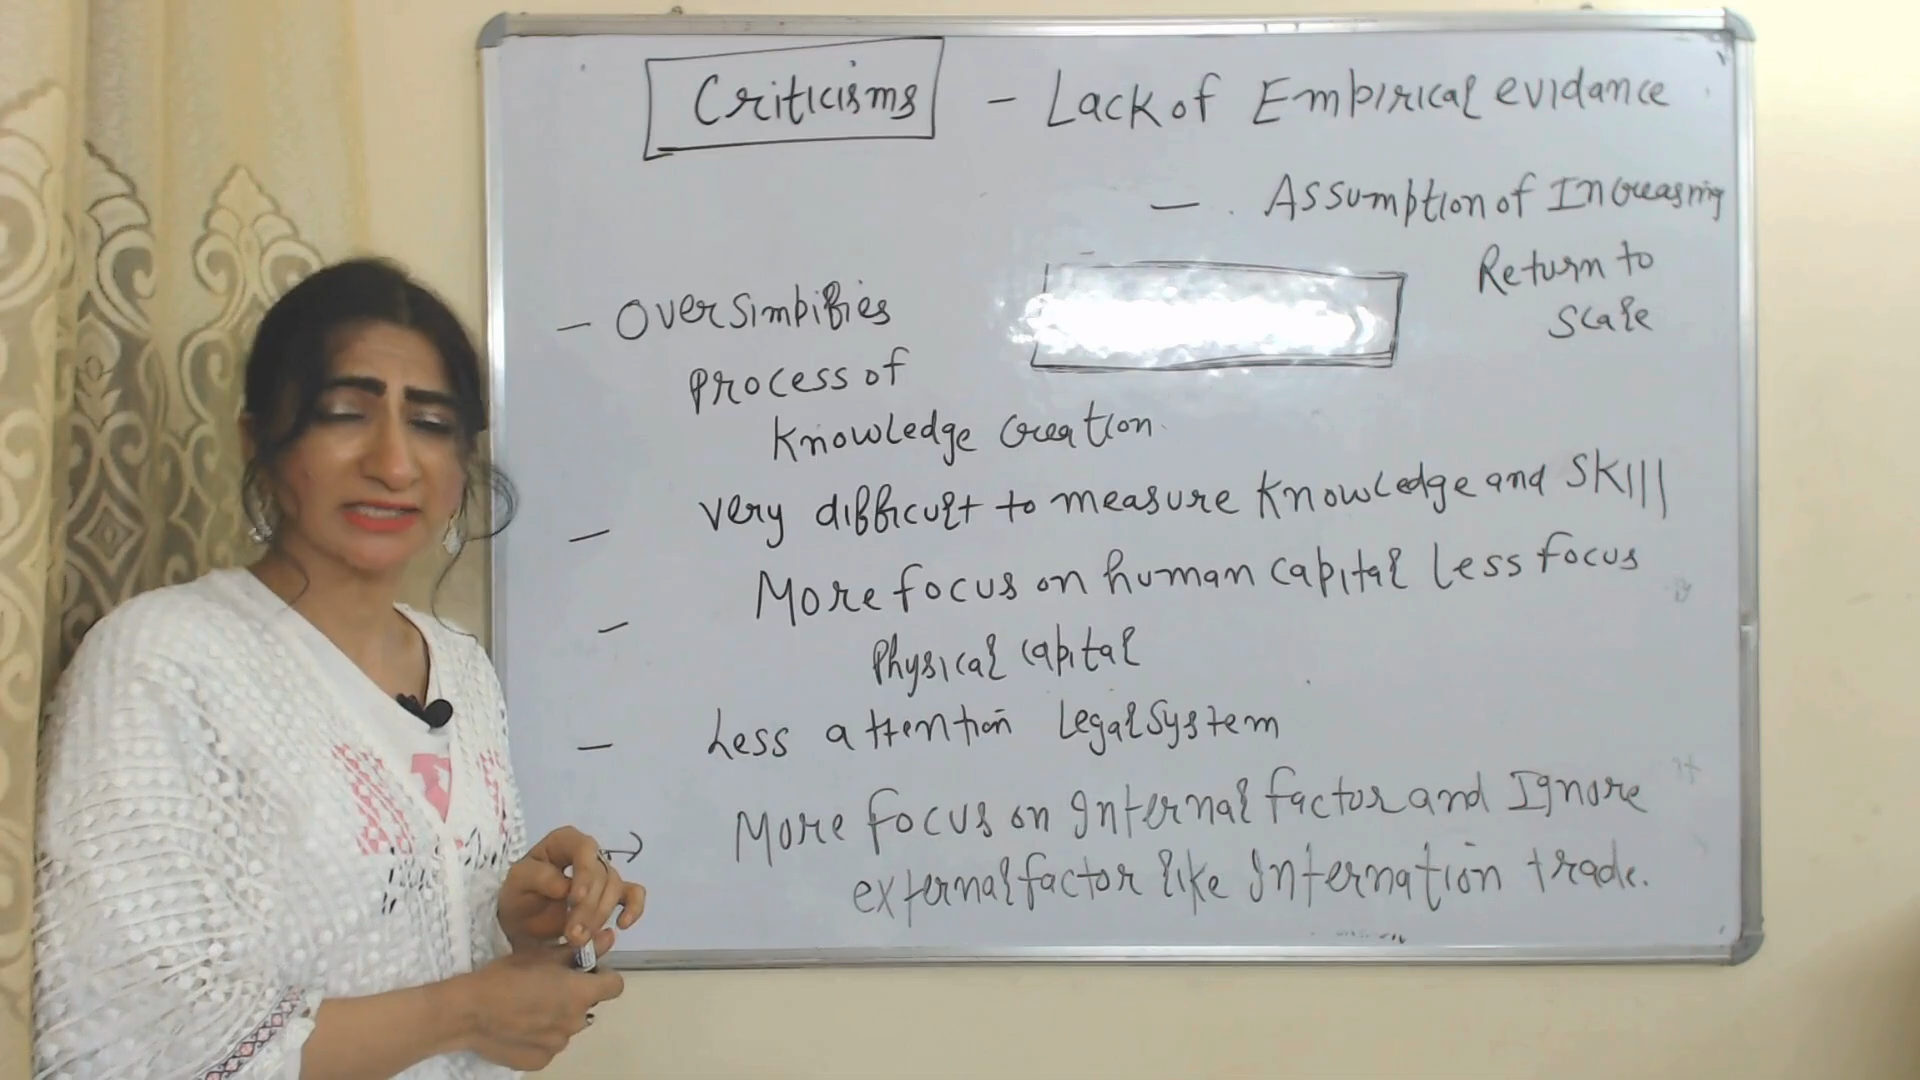 Criticisms - Lack of Empirical evidance
- Assumption of Increasing
Return to
Scale
- Oversimplifies
process of
Knowledge Creation
- very difficult to measure Knowledge and Skill
- More focus on human capital less focus
Physical capital
- Less attention Legal System
→ More focus on Internal factor and Ignore
external factor like Internation trade.